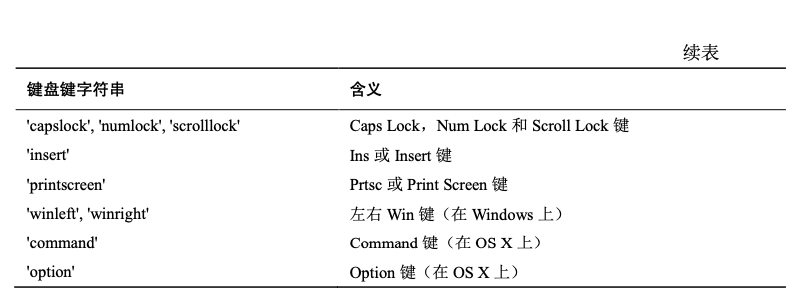 续表
键盘键字符串 含义
'capslock', 'numlock', 'scrolllock' Caps Lock，Num Lock 和 Scroll Lock 键
'insert' Ins 或 Insert 键
'printscreen' Prtsc 或 Print Screen 键
'winleft', 'winright' 左右 Win 键（在 Windows 上）
'command' Command 键（在 OS X 上）
'option' Option 键（在 OS X 上）